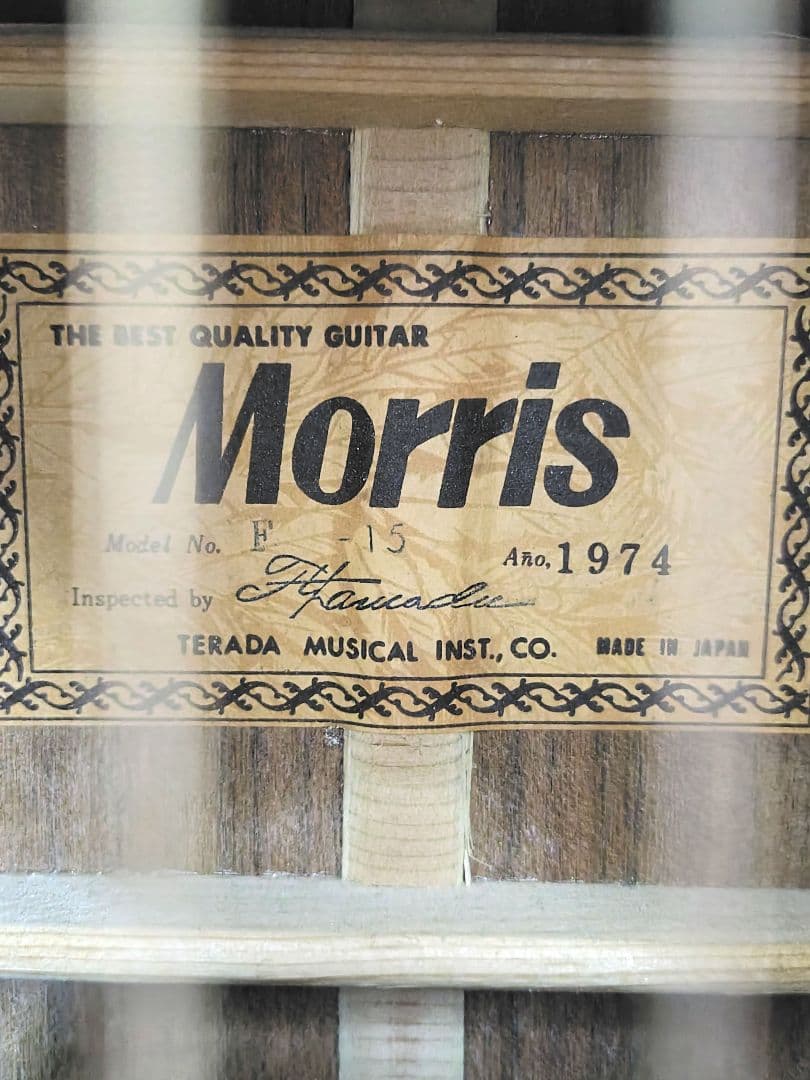 THE BEST QUALITY GUITAR
Morris
Model No. F -15
Año, 1974
Inspected by
TERADA MUSICAL INST., CO. MADE IN JAPAN